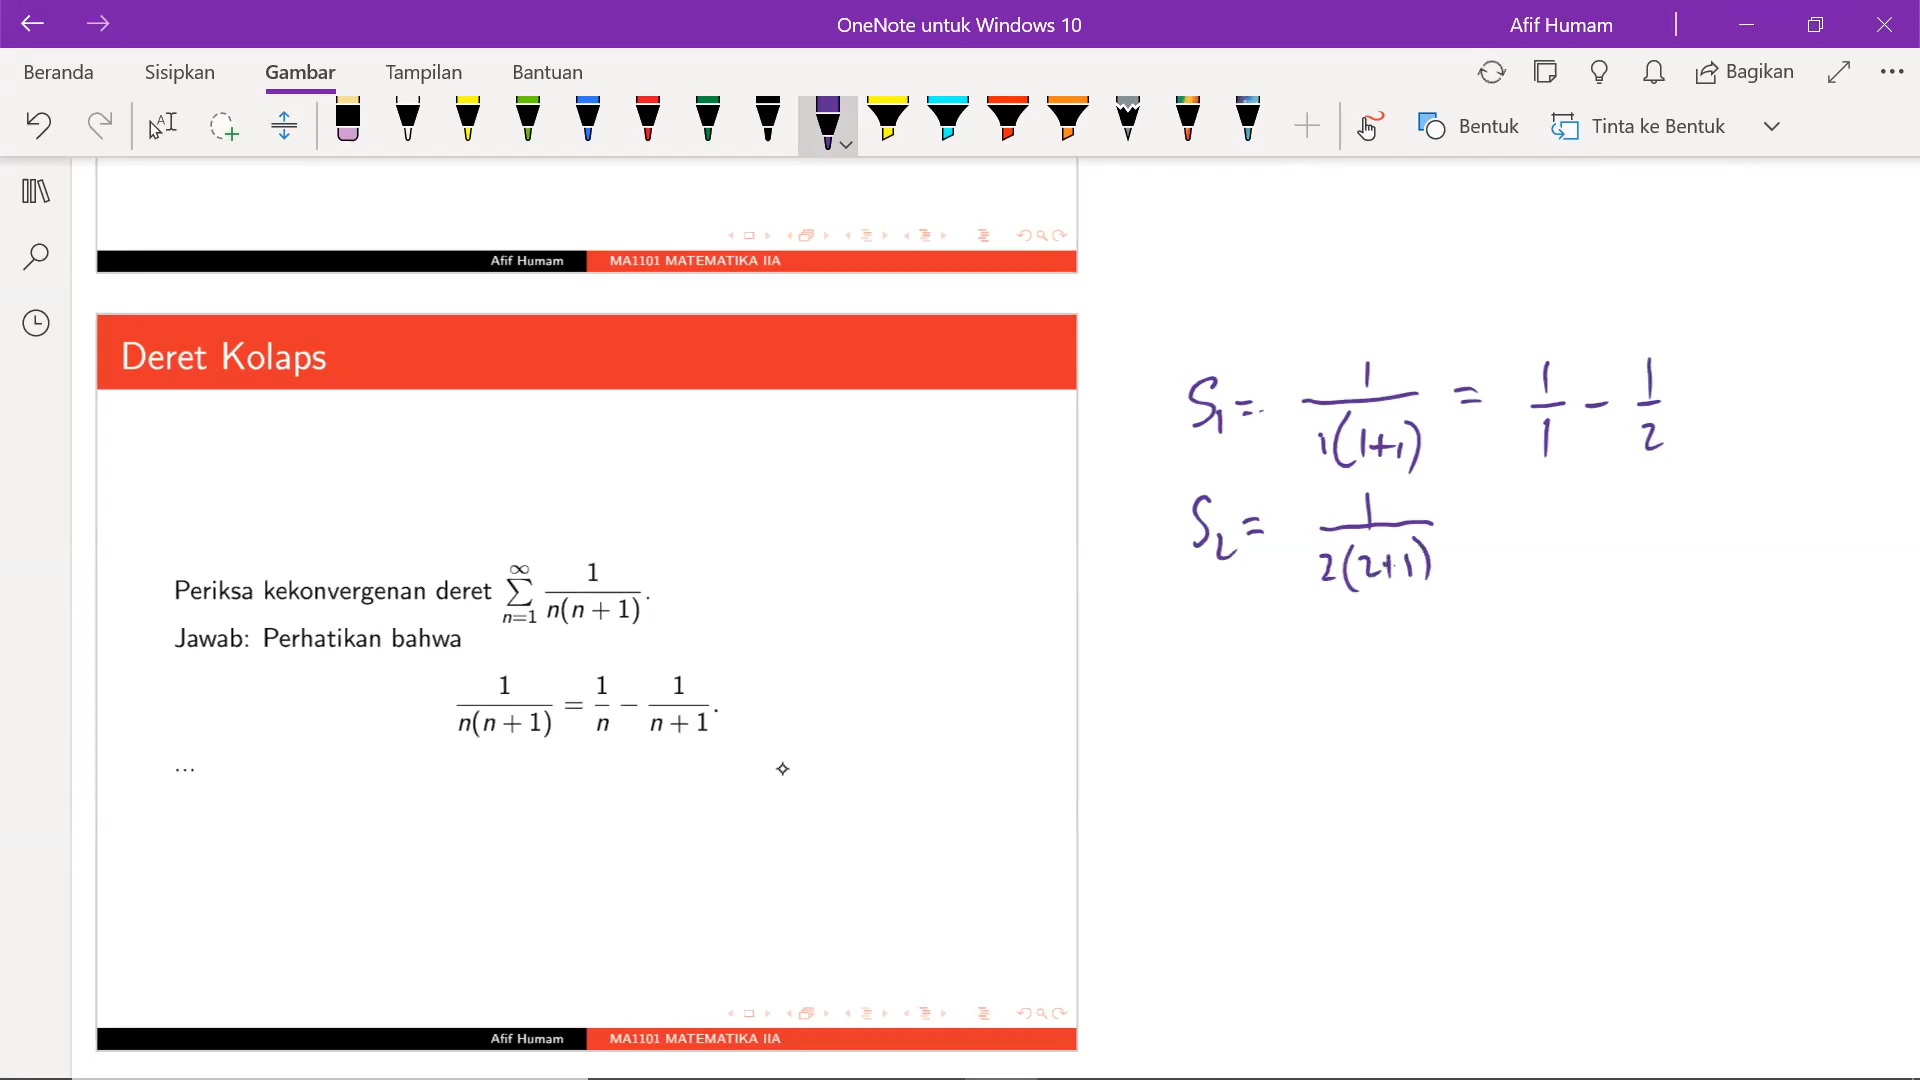 OneNote untuk Windows 10
Afif Humam
Beranda Sisipkan Gambar Tampilan Bantuan
Bagikan
Bentuk
Tinta ke Bentuk
Afif Humam MA1101 MATEMATIKA IIA
Deret Kolaps
Periksa kekonvergenan deret ∑_{n=1}^{∞} 1/(n(n + 1)).
Jawab: Perhatikan bahwa
1/(n(n + 1)) = 1/n − 1/(n + 1).
...
Afif Humam MA1101 MATEMATIKA IIA
S₁ = 1/(1(1+1)) = 1/1 − 1/2
S₂ = 1/(2(2+1))